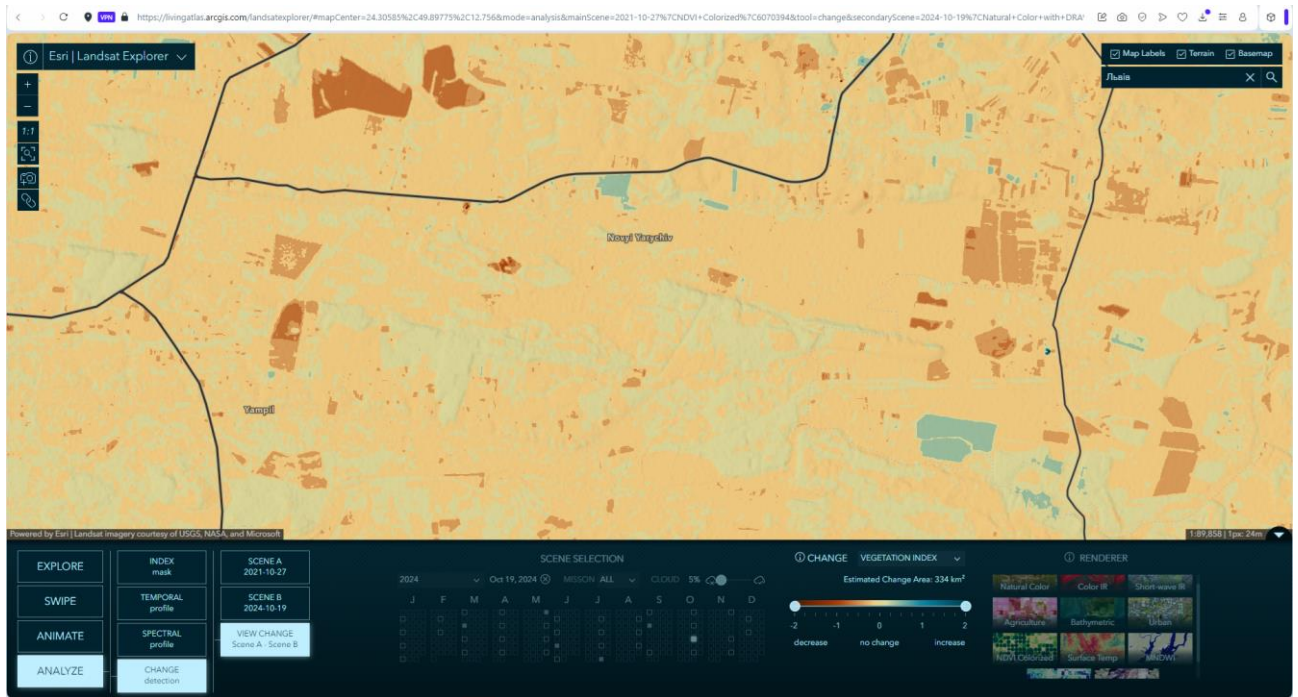 VPN
https://livingatlas.arcgis.com/landsatexplorer/#mapCenter=24.30585%2C49.89775%2C12.756&mode=analysis&mainScene=2021-10-27%7CNDVI+Colorized%7C6070394&tool=change&secondaryScene=2024-10-19%7CNatural+Color+with+DRA
Esri | Landsat Explorer
Map Labels Terrain Basemap
Львів
+
−
1:1
Novyi Yarychiv
Yampil
Powered by Esri | Landsat imagery courtesy of USGS, NASA, and Microsoft
1:89,858 | 1px: 24m
EXPLORE
SWIPE
ANIMATE
ANALYZE
INDEX
mask
TEMPORAL
profile
SPECTRAL
profile
CHANGE
detection
SCENE A
2021-10-27
SCENE B
2024-10-19
VIEW CHANGE
Scene A - Scene B
SCENE SELECTION
2024 Oct 19, 2024 MISSON ALL CLOUD 5%
J F M A M J J A S O N D
CHANGE VEGETATION INDEX
Estimated Change Area: 334 km²
-2 -1 0 1 2
decrease no change increase
RENDERER
Natural Color Color IR Short-wave IR
Agriculture Bathymetric Urban
NDVI Colorized Surface Temp MNDWI